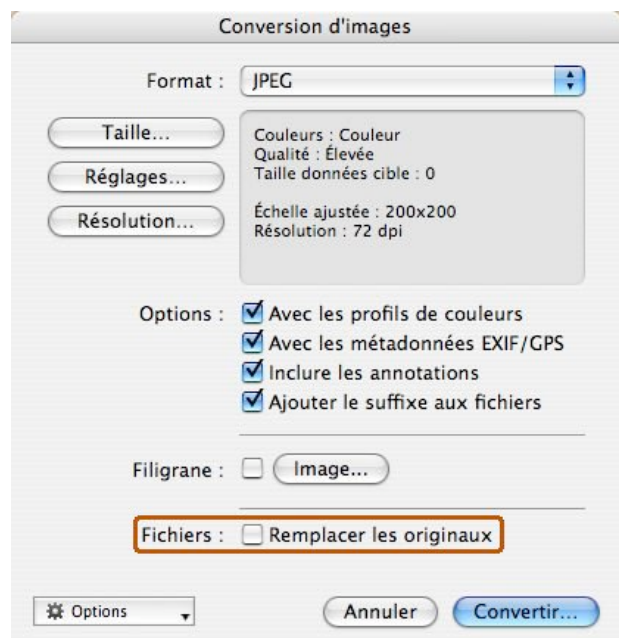 Conversion d'images
Format : JPEG
Taille...
Réglages...
Résolution...
Couleurs : Couleur
Qualité : Élevée
Taille données cible : 0
Échelle ajustée : 200x200
Résolution : 72 dpi
Options : Avec les profils de couleurs
Avec les métadonnées EXIF/GPS
Inclure les annotations
Ajouter le suffixe aux fichiers
Filigrane : Image...
Fichiers : Remplacer les originaux
Options Annuler Convertir...